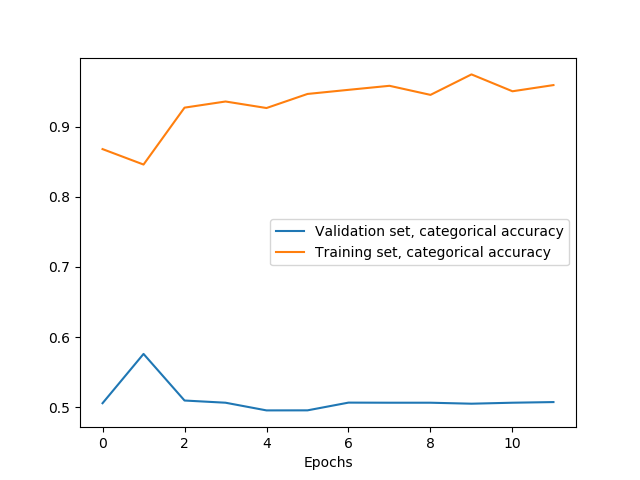 0.9
0.8
0.7
0.6
0.5
Validation set, categorical accuracy
Training set, categorical accuracy
0 2 4 6 8 10
Epochs